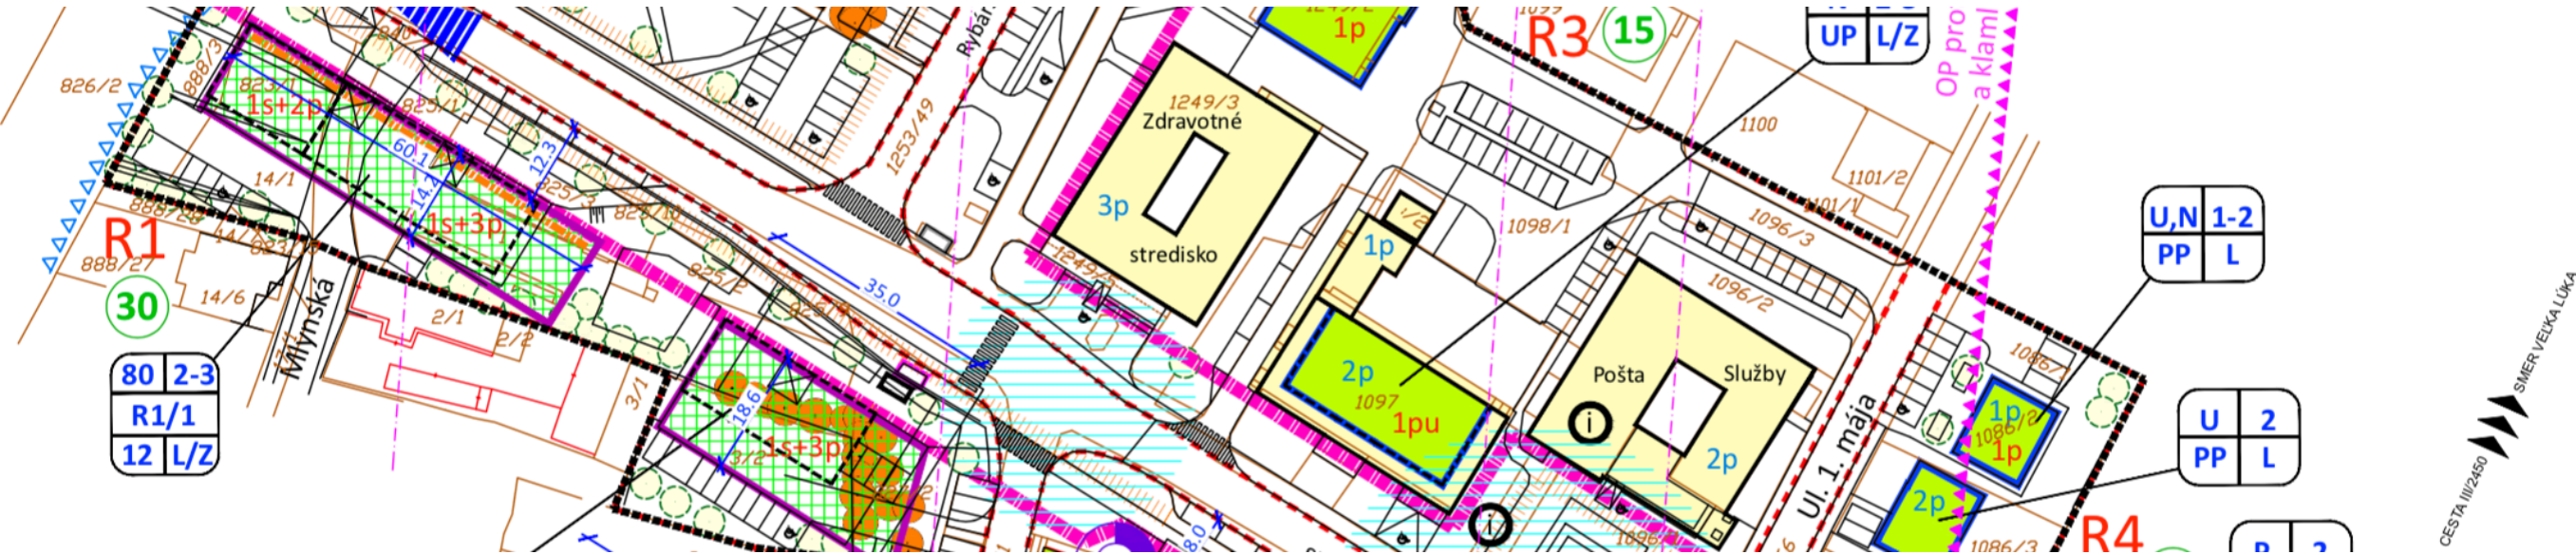 826/2
888/3
823/1
1s+2p
825/1
840
60.1
14.2
12.3
825/3
825/10
14/1
888/28
R1
888/27
30
14/6
Mlynská
2/1
2/2
3/1
1s+3p
825/2
35.0
80 2-3
R1/1
12 L/Z
18.6
1s+3p
3/2
1253/49
1249/3
Zdravotné
3p
stredisko
1p
R3
15
UP L/Z
OP pro
a klami
1100
1101/2
1101/1
1096/3
1098/1
1p
1096/2
2p
1097
1pu
Pošta
Služby
i
2p
i
Ul. 1. mája
U,N 1-2
PP L
1p
1086/2
1p
2p
U 2
PP L
R4
1086/3
8.0
SMER VEĽKA LÚKA
CESTA III/2450